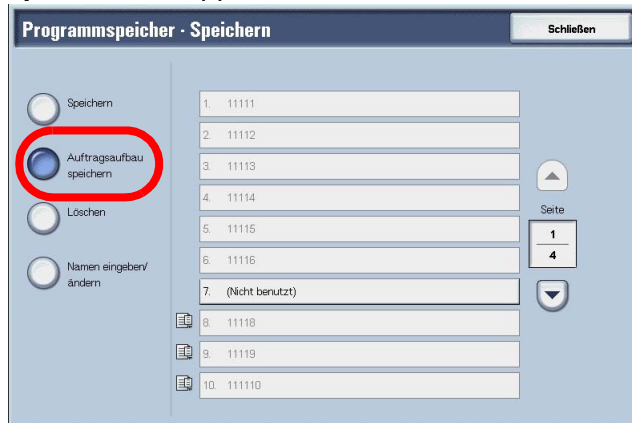 Programmspeicher · Speichern
Schließen
Speichern
Auftragsaufbau
speichern
Löschen
Namen eingeben/
ändern
1. 11111
2. 11112
3. 11113
4. 11114
5. 11115
6. 11116
7. (Nicht benutzt)
8. 11118
9. 11119
10. 111110
Seite
1
4